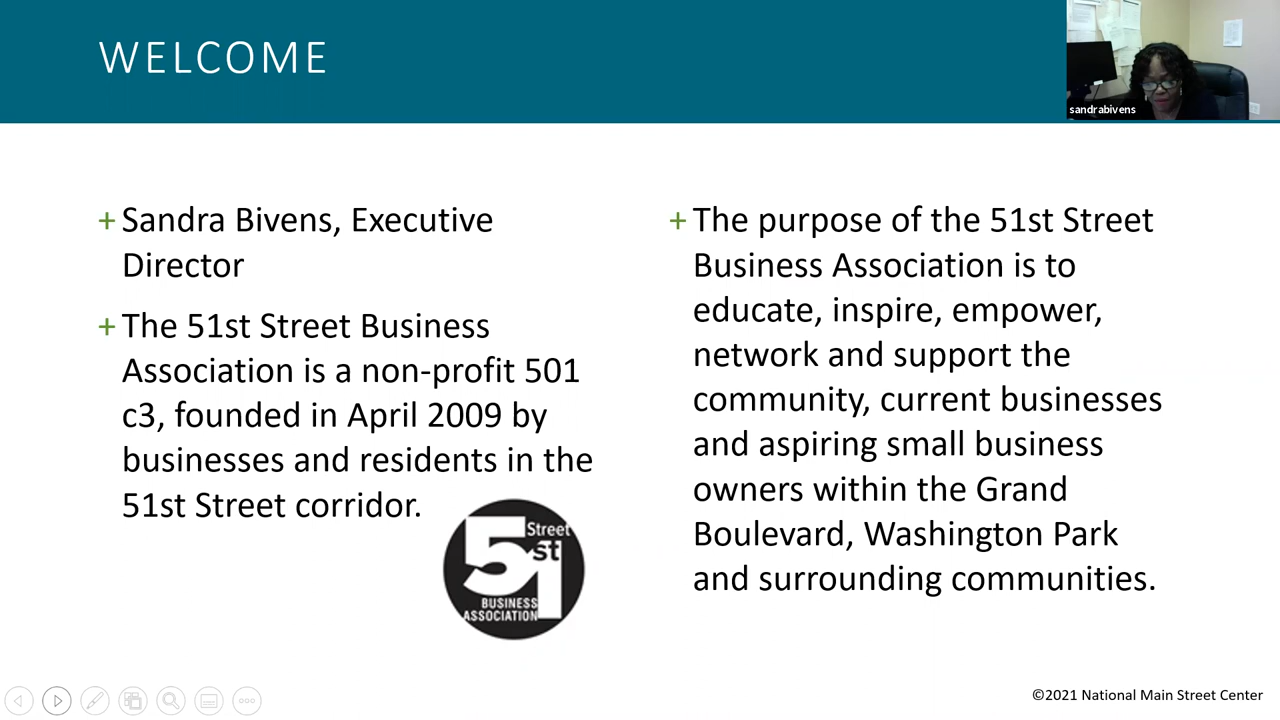 WELCOME
sandrabivens
+ Sandra Bivens, Executive
Director
+ The 51st Street Business
Association is a non-profit 501
c3, founded in April 2009 by
businesses and residents in the
51st Street corridor.
51st Street
BUSINESS
ASSOCIATION
+ The purpose of the 51st Street
Business Association is to
educate, inspire, empower,
network and support the
community, current businesses
and aspiring small business
owners within the Grand
Boulevard, Washington Park
and surrounding communities.
©2021 National Main Street Center